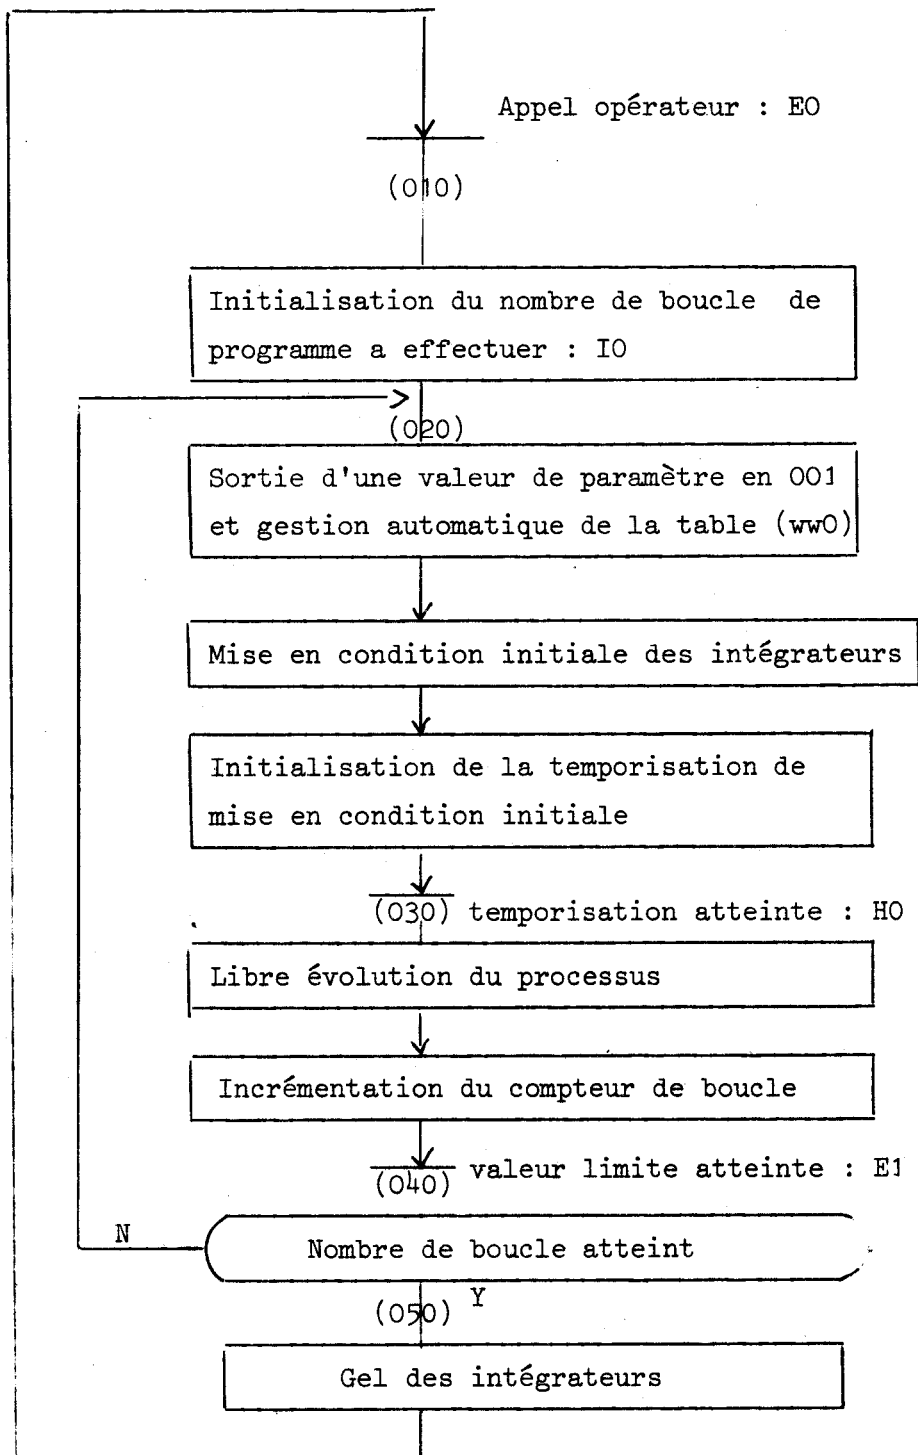 Appel opérateur : E0
(010)
Initialisation du nombre de boucle de
programme a effectuer : I0
(020)
Sortie d'une valeur de paramètre en 001
et gestion automatique de la table (ww0)
Mise en condition initiale des intégrateurs
Initialisation de la temporisation de
mise en condition initiale
(030) temporisation atteinte : H0
Libre évolution du processus
Incrémentation du compteur de boucle
(040) valeur limite atteinte : E1
N
Nombre de boucle atteint
(050) Y
Gel des intégrateurs